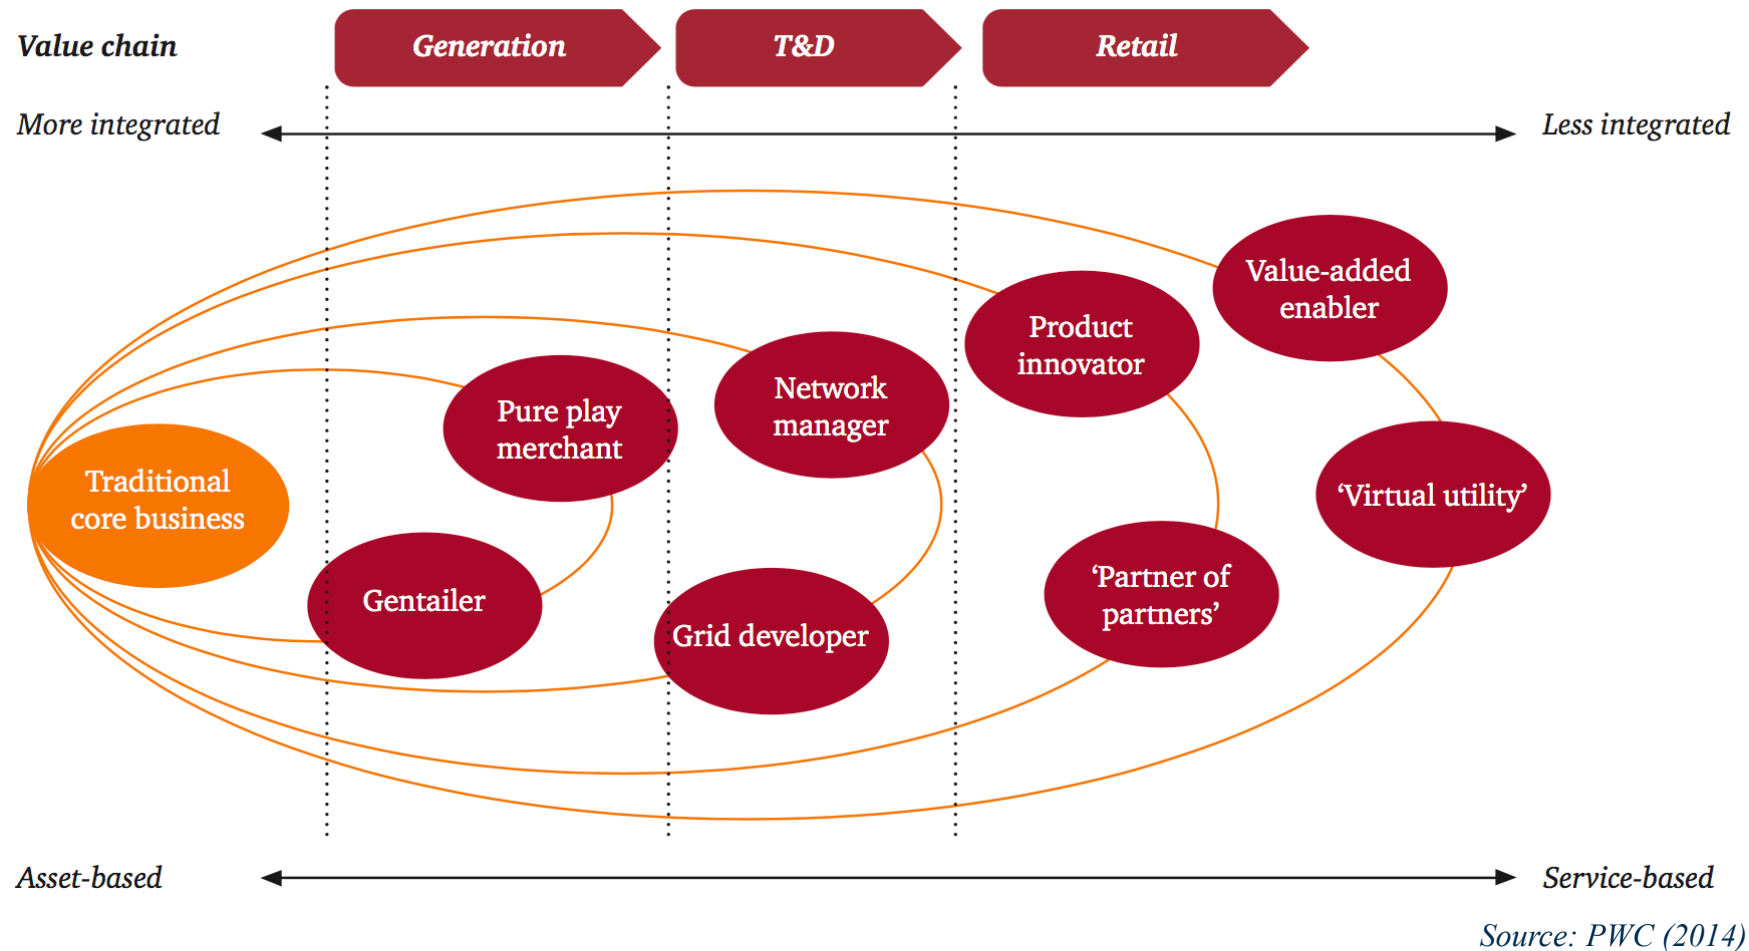 Value chain
Generation
T&D
Retail
More integrated
Less integrated
Value-added
enabler
Product
innovator
Network
manager
Pure play
merchant
Traditional
core business
‘Virtual utility’
‘Partner of
partners’
Gentailer
Grid developer
Asset-based
Service-based
Source: PWC (2014)